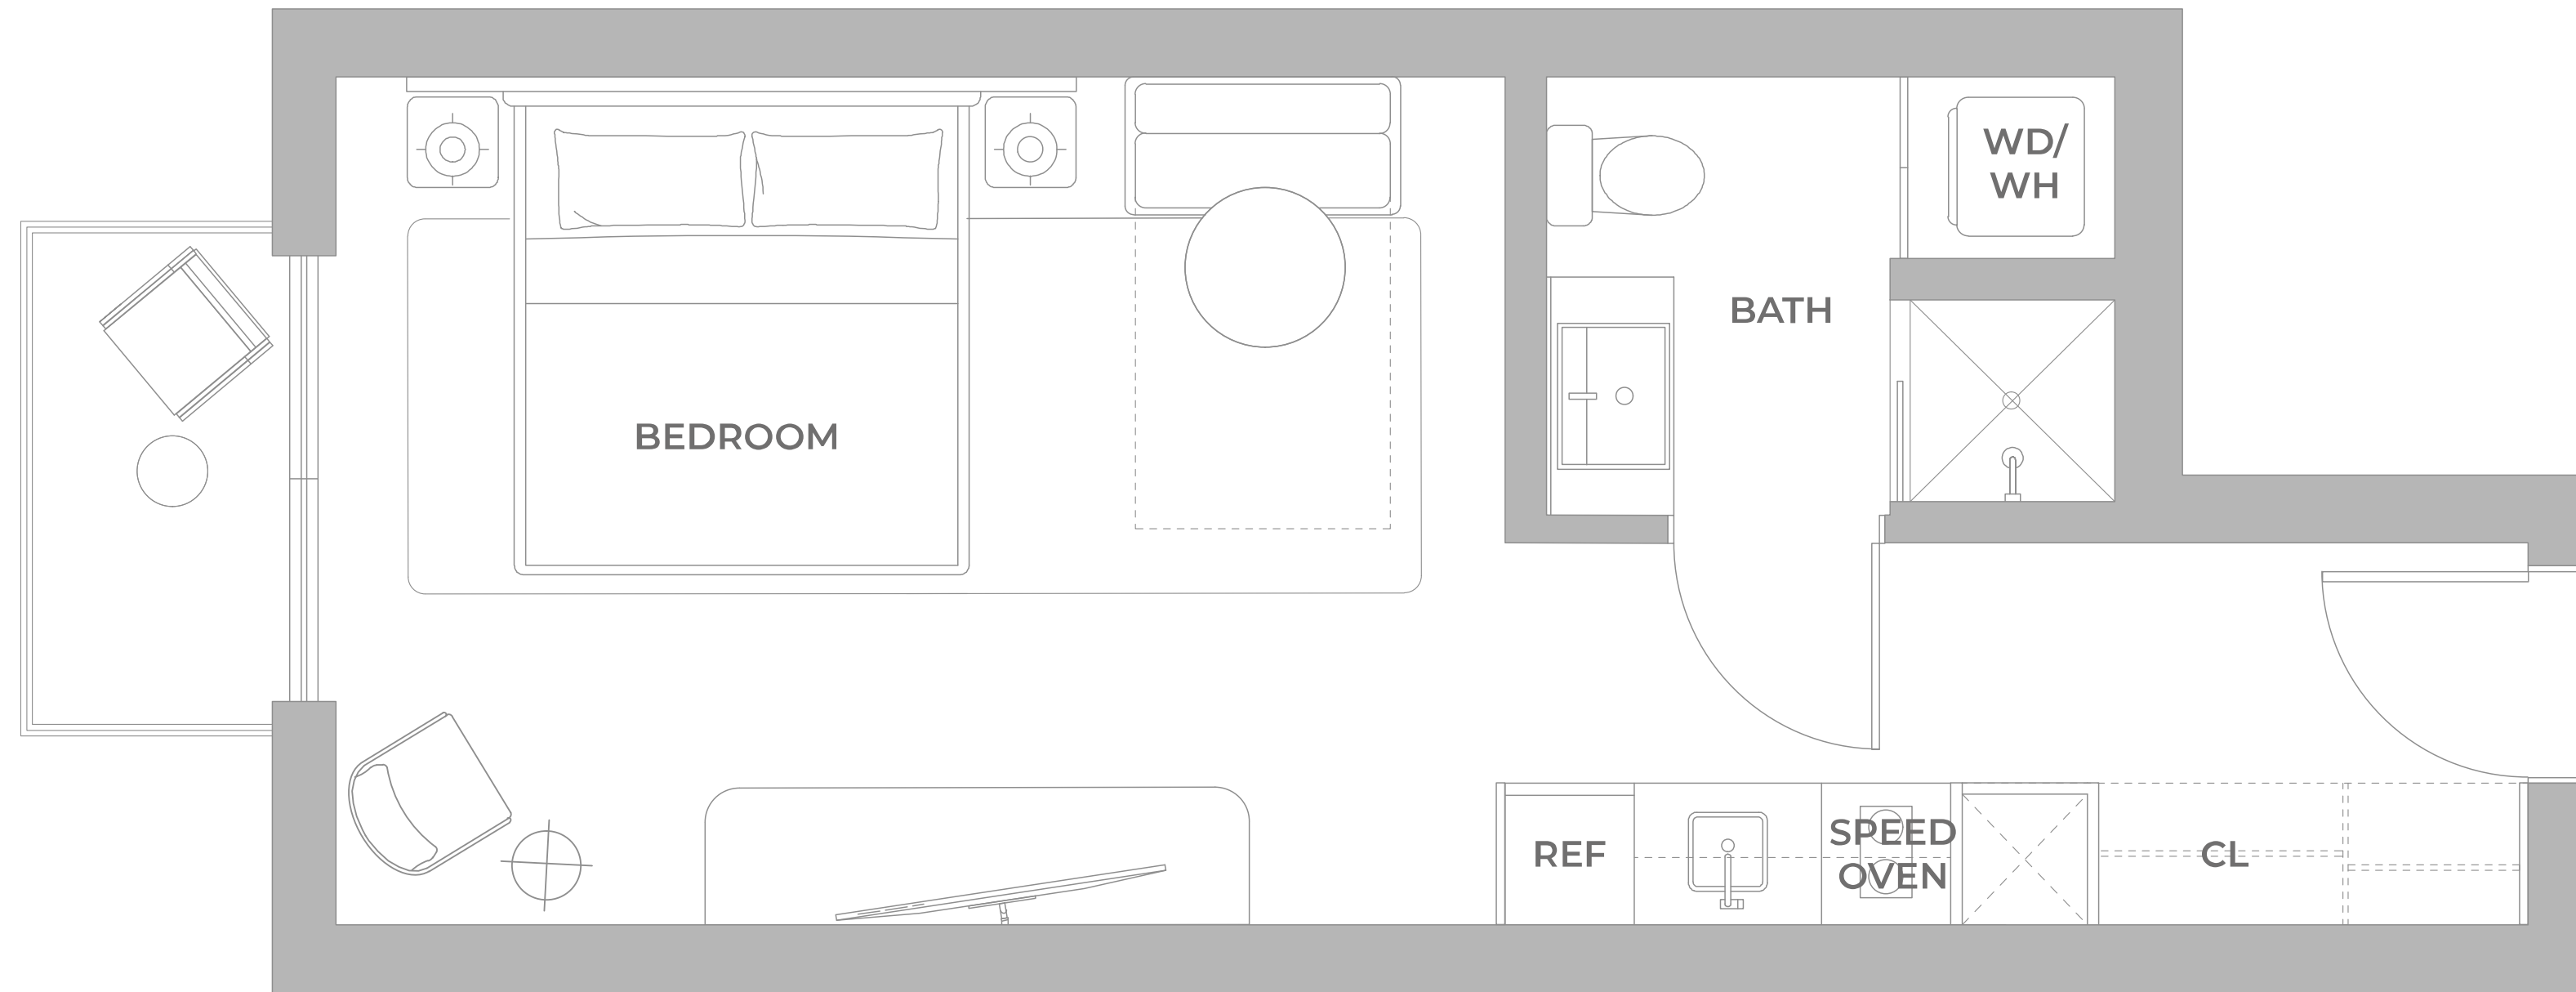 WD/
WH
BATH
BEDROOM
REF
SPEED
OVEN
CL